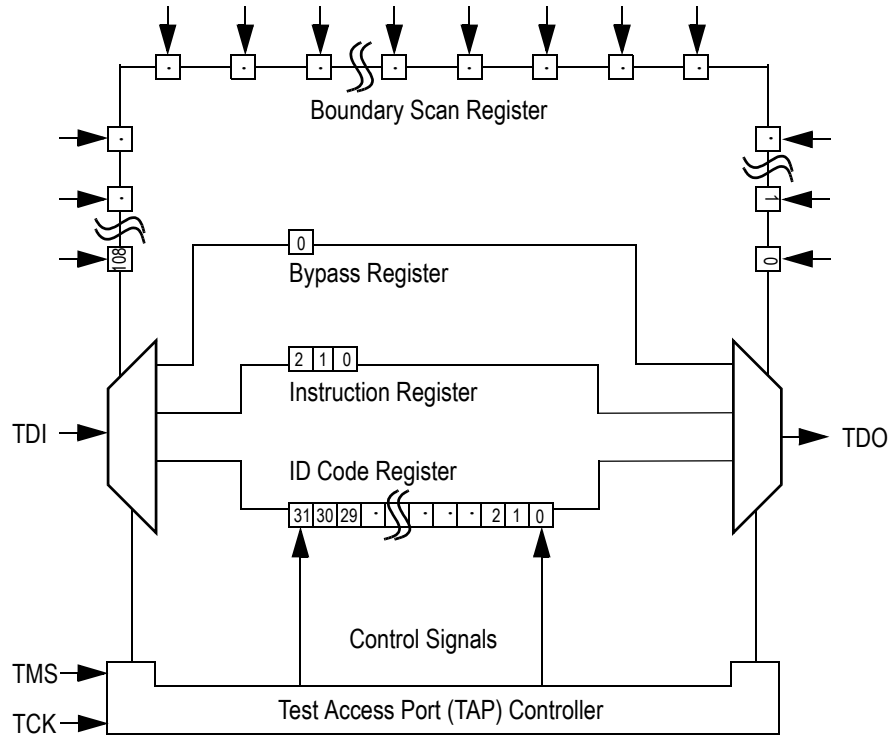 · · · · · · · ·
Boundary Scan Register
· ·
· 1
108 0
0
Bypass Register
2 1 0
Instruction Register
TDI
TDO
ID Code Register
31 30 29 · · · · 2 1 0
Control Signals
TMS
Test Access Port (TAP) Controller
TCK